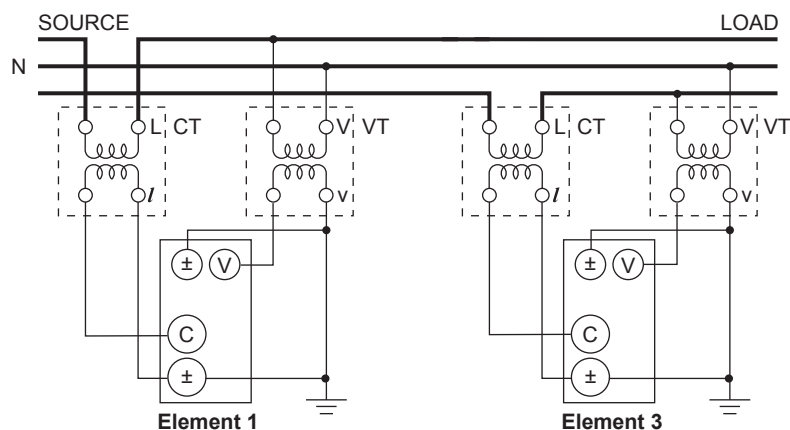 SOURCE LOAD
N
L CT V VT L CT V VT
l v l v
± V ± V
C C
± ±
Element 1 Element 3